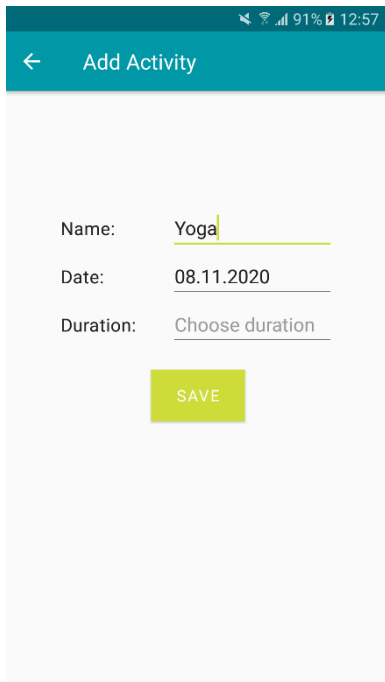 91% 12:57
Add Activity
Name: Yoga
Date: 08.11.2020
Duration: Choose duration
SAVE